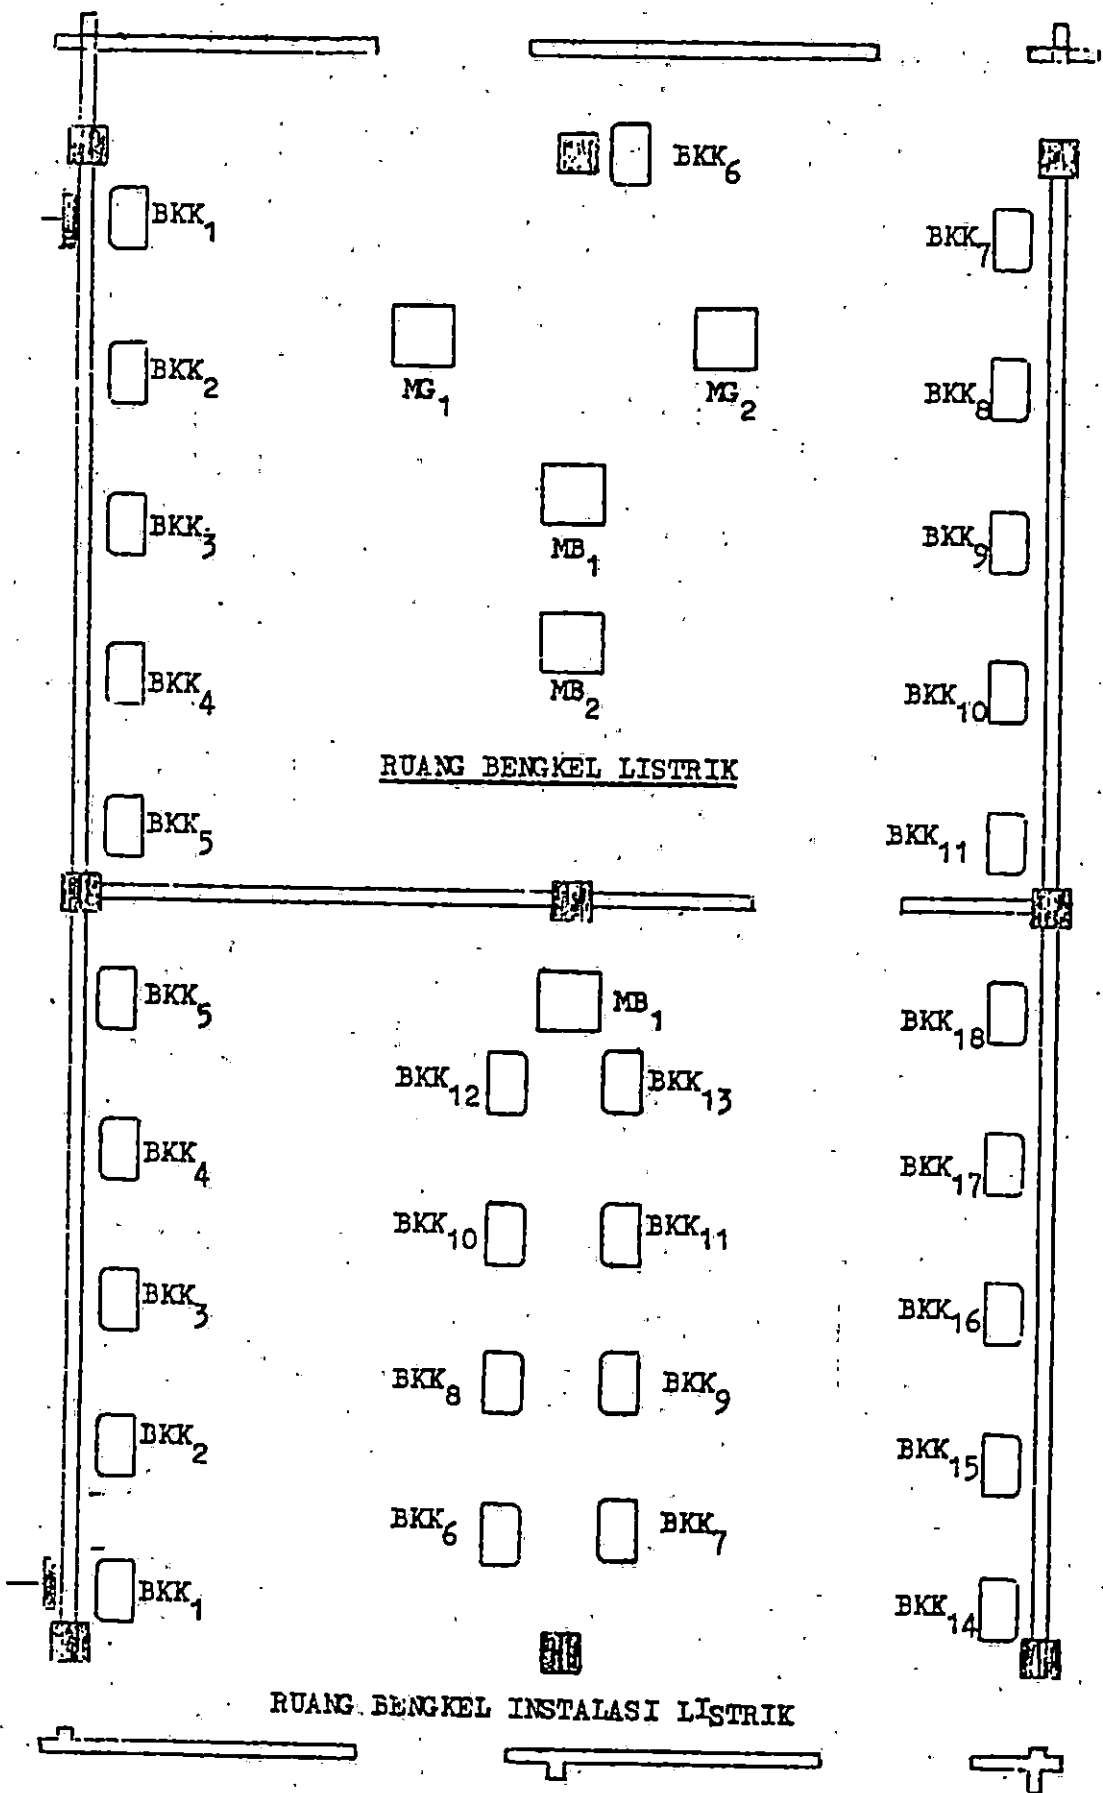 BKK6
BKK1
BKK7
BKK2
MG1
MG2
BKK8
BKK3
MB1
BKK9
BKK4
MB2
BKK10
RUANG BENGKEL LISTRIK
BKK5
BKK11
BKK5
MB1
BKK18
BKK12
BKK13
BKK4
BKK17
BKK10
BKK11
BKK3
BKK16
BKK8
BKK9
BKK2
BKK15
BKK6
BKK7
BKK1
BKK14
RUANG BENGKEL INSTALASI LISTRIK